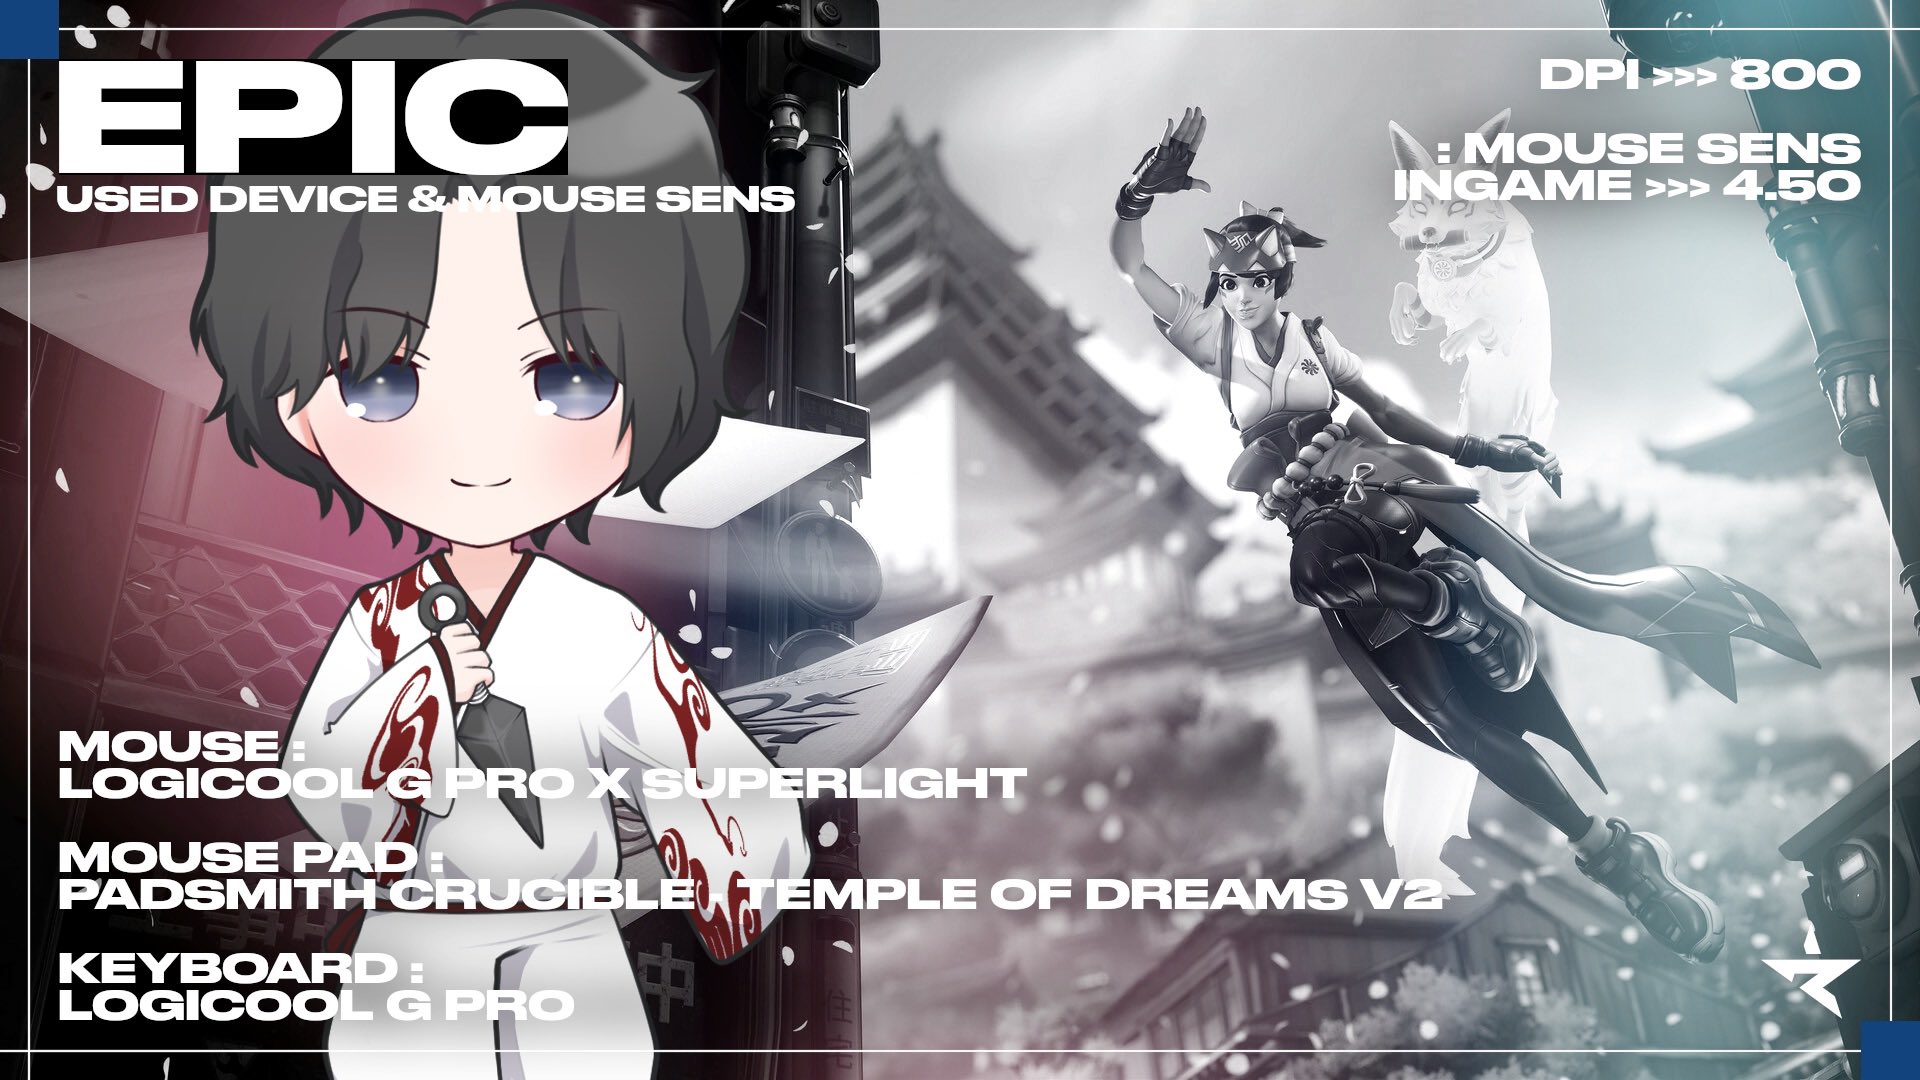 EPIC
USED DEVICE & MOUSE SENS
DPI >>> 800
: MOUSE SENS
INGAME >>> 4.50
MOUSE :
LOGICOOL G PRO X SUPERLIGHT
MOUSE PAD :
PADSMITH CRUCIBLE - TEMPLE OF DREAMS V2
KEYBOARD :
LOGICOOL G PRO
中